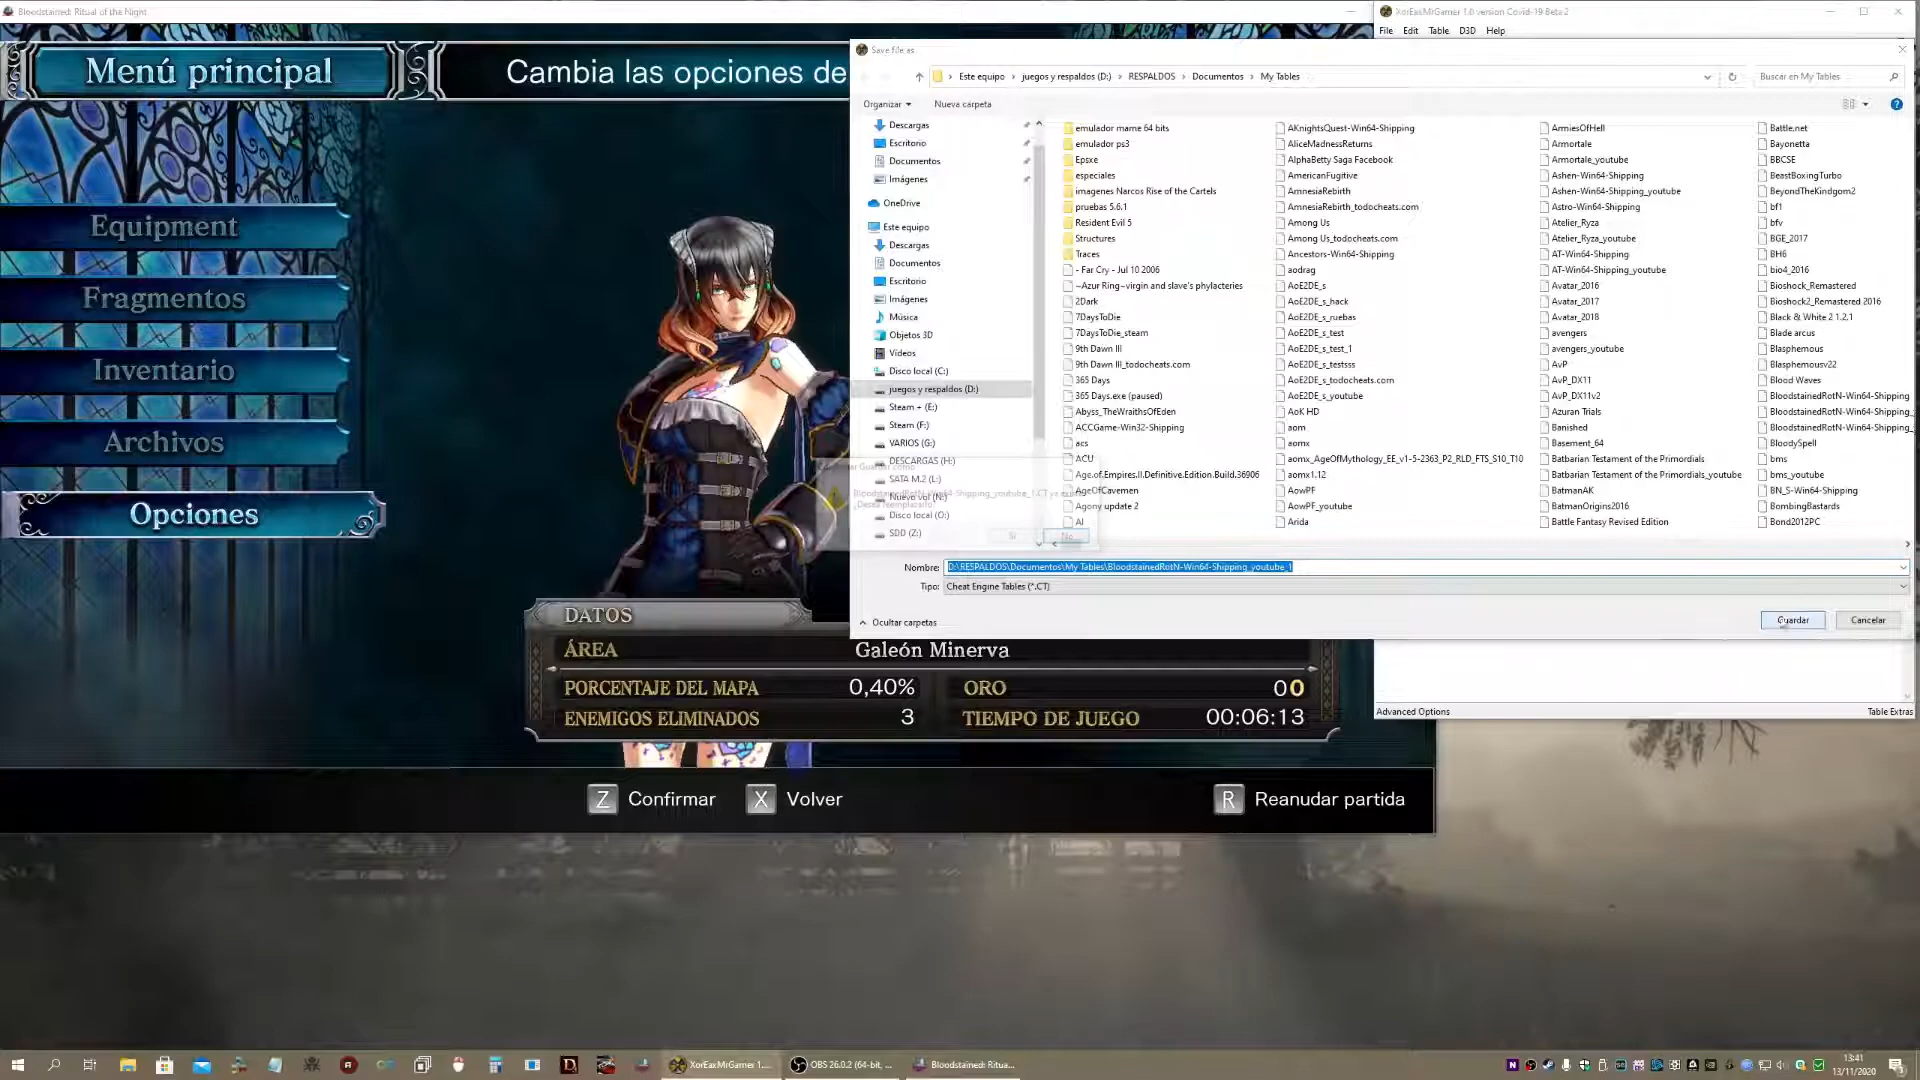 Bloodstained: Ritual of the Night
XorEaxMrGamer 1.0 version Covid-19 Beta 2
File Edit Table D3D Help
Menú principal
Cambia las opciones de
Equipment
Fragmentos
Inventario
Archivos
Opciones
Save file as
Este equipo › juegos y respaldos (D:) › RESPALDOS › Documentos › My Tables
Buscar en My Tables
Organizar
Nueva carpeta
Descargas
Escritorio
Documentos
Imágenes
OneDrive
Este equipo
Descargas
Documentos
Escritorio
Imágenes
Música
Objetos 3D
Vídeos
Disco local (C:)
juegos y respaldos (D:)
Steam + (E:)
Steam (F:)
VARIOS (G:)
DESCARGAS (H:)
SATA M.2 (L:)
Nuevo vol (N:)
Disco local (O:)
SDD (Z:)
emulador mame 64 bits
emulador ps3
Epsxe
especiales
imagenes Narcos Rise of the Cartels
pruebas 5.6.1
Resident Evil 5
Structures
Traces
- Far Cry - Jul 10 2006
~Azur Ring~virgin and slave's phylacteries
2Dark
7DaysToDie
7DaysToDie_steam
9th Dawn III
9th Dawn III_todocheats.com
365 Days
365 Days.exe (paused)
Abyss_TheWraithsOfEden
ACCGame-Win32-Shipping
acs
ACU
Age.of.Empires.II.Definitive.Edition.Build.36906
AgeOfCavemen
Agony update 2
AI
AKnightsQuest-Win64-Shipping
AliceMadnessReturns
AlphaBetty Saga Facebook
AmericanFugitive
AmnesiaRebirth
AmnesiaRebirth_todocheats.com
Among Us
Among Us_todocheats.com
Ancestors-Win64-Shipping
aodrag
AoE2DE_s
AoE2DE_s_hack
AoE2DE_s_ruebas
AoE2DE_s_test
AoE2DE_s_test_1
AoE2DE_s_testsss
AoE2DE_s_todocheats.com
AoE2DE_s_youtube
AoK HD
aom
aomx
aomx_AgeOfMythology_EE_v1-5-2363_P2_RLD_FTS_S10_T10
aomx1.12
AowPF
AowPF_youtube
Arida
ArmiesOfHell
Armortale
Armortale_youtube
Ashen-Win64-Shipping
Ashen-Win64-Shipping_youtube
Astro-Win64-Shipping
Atelier_Ryza
Atelier_Ryza_youtube
AT-Win64-Shipping
AT-Win64-Shipping_youtube
Avatar_2016
Avatar_2017
Avatar_2018
avengers
avengers_youtube
AvP
AvP_DX11
AvP_DX11v2
Azuran Trials
Banished
Basement_64
Batbarian Testament of the Primordials
Batbarian Testament of the Primordials_youtube
BatmanAK
BatmanOrigins2016
Battle Fantasy Revised Edition
Battle.net
Bayonetta
BBCSE
BeastBoxingTurbo
BeyondTheKindgom2
bf1
bfv
BGE_2017
BH6
bio4_2016
Bioshock_Remastered
Bioshock2_Remastered 2016
Black & White 2 1.2.1
Blade arcus
Blasphemous
Blasphemousv22
Blood Waves
BloodstainedRotN-Win64-Shipping
BloodstainedRotN-Win64-Shipping_
BloodySpell
bms
bms_youtube
BN_S-Win64-Shipping
BombingBastards
Bond2012PC
Nombre: D:\RESPALDOS\Documentos\My Tables\BloodstainedRotN-Win64-Shipping_youtube_1
Tipo: Cheat Engine Tables (*.CT)
Ocultar carpetas
Guardar
Cancelar
No
Advanced Options
Table Extras
DATOS
ÁREA Galeón Minerva
PORCENTAJE DEL MAPA 0,40% ORO 00
ENEMIGOS ELIMINADOS 3 TIEMPO DE JUEGO 00:06:13
Z Confirmar X Volver
R Reanudar partida
XorEaxMrGamer 1....
OBS 26.0.2 (64-bit, ...
Bloodstained: Ritua...
13:41
13/11/2020